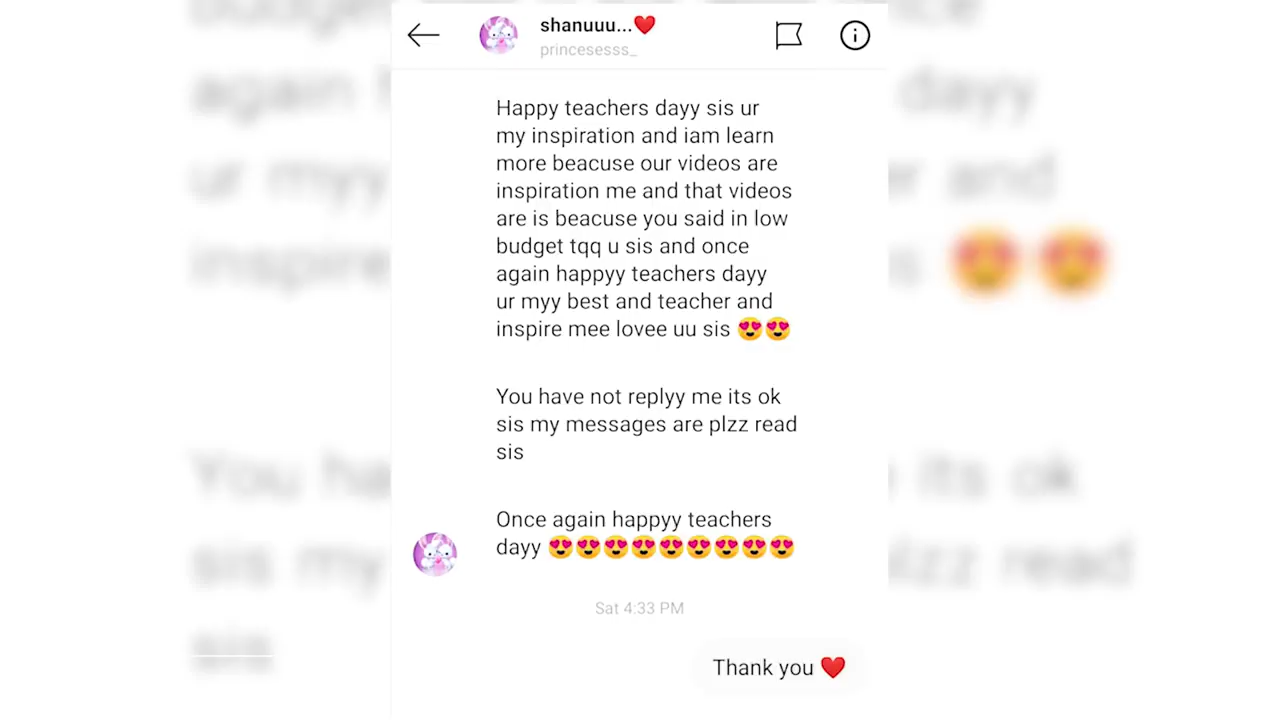 shanuuu...❤️
princesesss_
Happy teachers dayy sis ur
my inspiration and iam learn
more beacuse our videos are
inspiration me and that videos
are is beacuse you said in low
budget tqq u sis and once
again happyy teachers dayy
ur myy best and teacher and
inspire mee lovee uu sis 😍😍
You have not replyy me its ok
sis my messages are plzz read
sis
Once again happyy teachers
dayy 😍😍😍😍😍😍😍😍😍
Sat 4:33 PM
Thank you ❤️